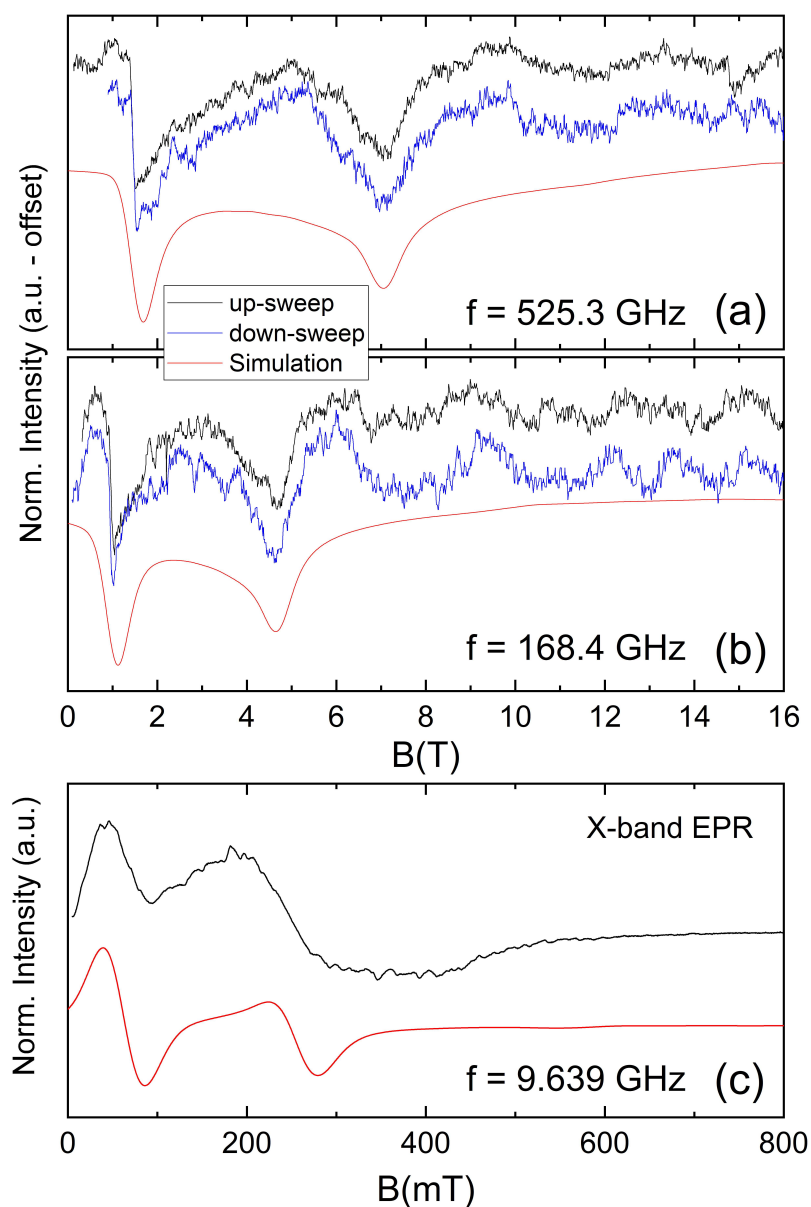 Norm. Intensity (a.u. - offset)
f = 525.3 GHz (a)
up-sweep
down-sweep
Simulation
f = 168.4 GHz (b)
0 2 4 6 8 10 12 14 16
B(T)
Norm. Intensity (a.u.)
X-band EPR
f = 9.639 GHz (c)
0 200 400 600 800
B(mT)